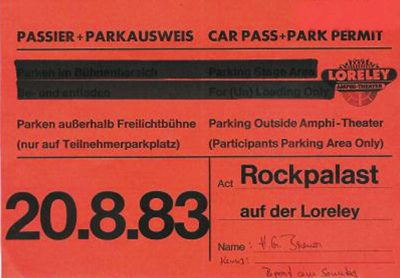 PASSIER+PARKAUSWEIS CAR PASS+PARK PERMIT
Parken im Bühnenbereich Parking Stage Area
Be- und entladen For (Un) Loading Only
LORELEY
AMPHI-THEATER
Parken außerhalb Freilichtbühne Parking Outside Amphi-Theater
(nur auf Teilnehmerparkplatz) (Participants Parking Area Only)
20.8.83
Act Rockpalast
auf der Loreley
Name: H.G.